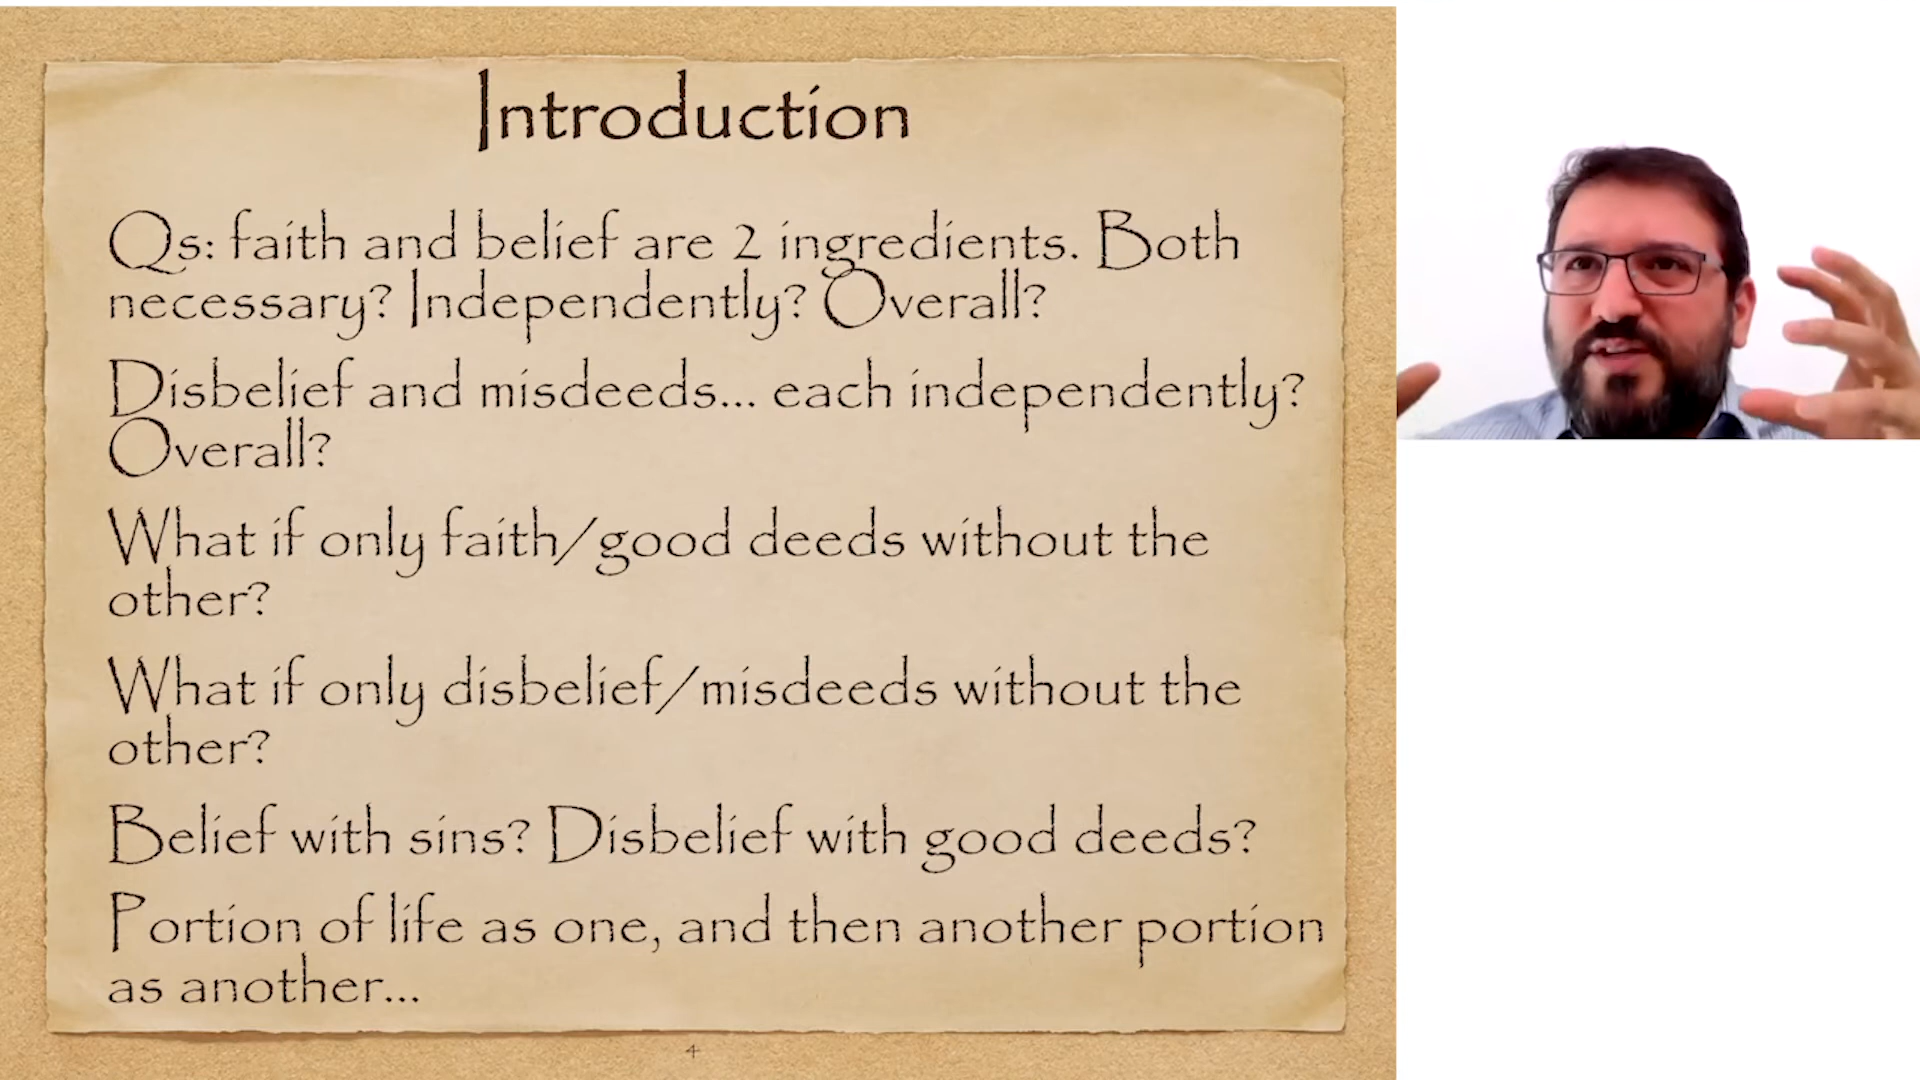 Introduction
Qs: faith and belief are 2 ingredients. Both
necessary? Independently? Overall?
Disbelief and misdeeds... each independently?
Overall?
What if only faith/good deeds without the
other?
What if only disbelief/misdeeds without the
other?
Belief with sins? Disbelief with good deeds?
Portion of life as one, and then another portion
as another...
4